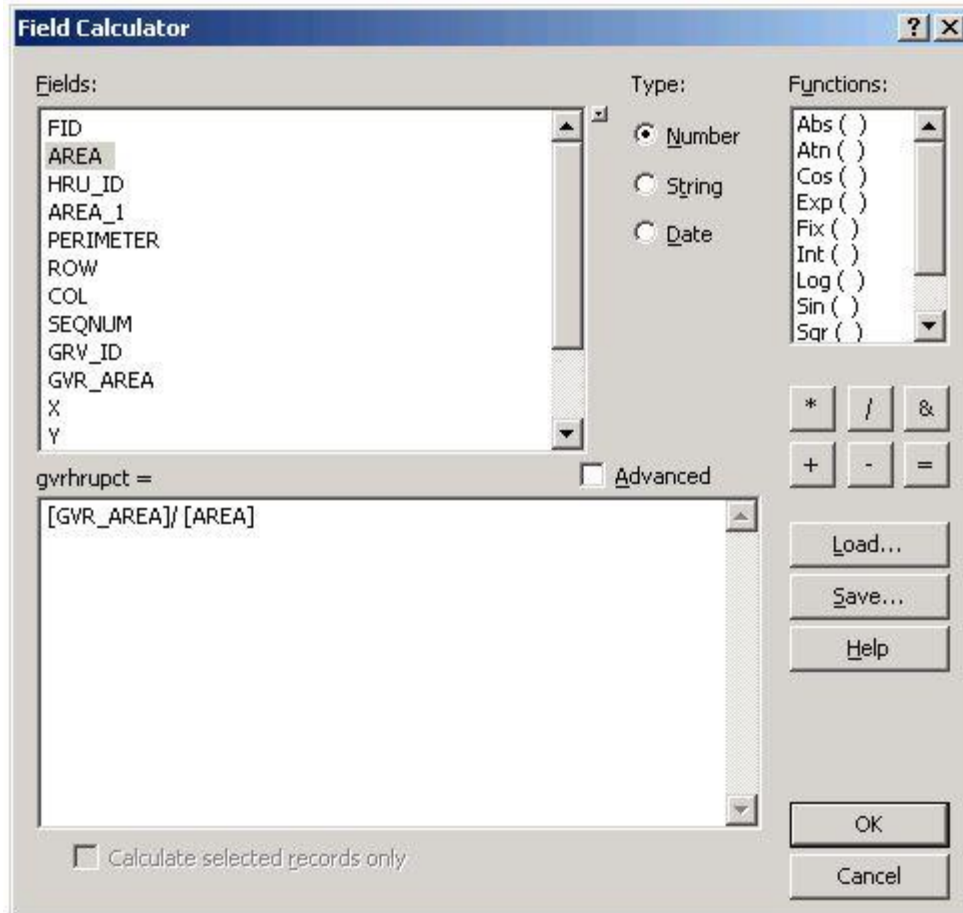 Field Calculator
Fields:
FID
AREA
HRU_ID
AREA_1
PERIMETER
ROW
COL
SEQNUM
GRV_ID
GVR_AREA
X
Y
Type:
Number
String
Date
Functions:
Abs ( )
Atn ( )
Cos ( )
Exp ( )
Fix ( )
Int ( )
Log ( )
Sin ( )
Sqr ( )
* / &
+ - =
gvrhrupct =
Advanced
[GVR_AREA]/ [AREA]
Load...
Save...
Help
Calculate selected records only
OK
Cancel